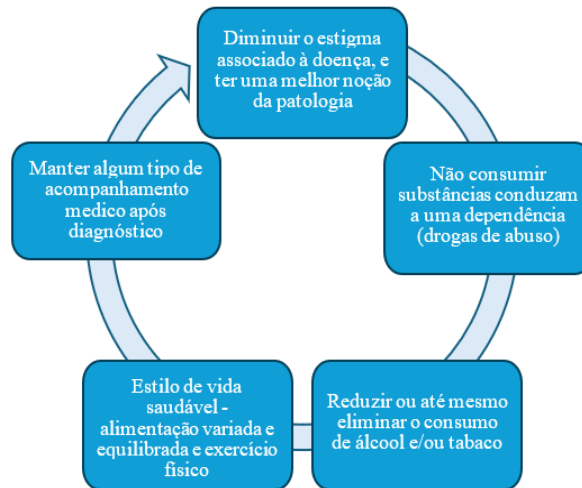 Diminuir o estigma
associado à doença, e
ter uma melhor noção
da patologia
Não consumir
substâncias conduzam
a uma dependência
(drogas de abuso)
Reduzir ou até mesmo
eliminar o consumo
de álcool e/ou tabaco
Estilo de vida
saudável -
alimentação variada e
equilibrada e exercício
físico
Manter algum tipo de
acompanhamento
medico após
diagnóstico